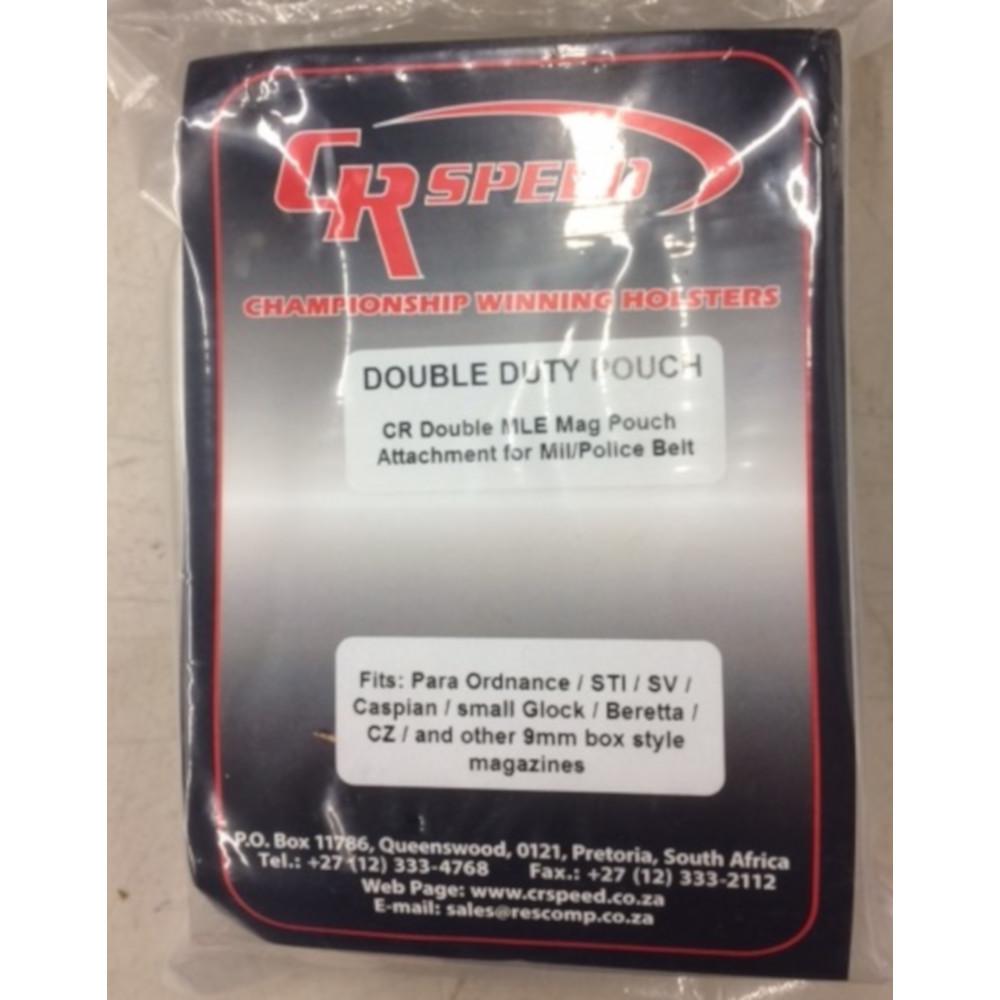 CR SPEED
CHAMPIONSHIP WINNING HOLSTERS
DOUBLE DUTY POUCH
CR Double MLE Mag Pouch
Attachment for Mil/Police Belt
Fits: Para Ordnance / STI / SV /
Caspian / small Glock / Beretta /
CZ / and other 9mm box style
magazines
P.O. Box 11786, Queenswood, 0121, Pretoria, South Africa
Tel.: +27 (12) 333-4768 Fax.: +27 (12) 333-2112
Web Page: www.crspeed.co.za
E-mail: sales@rescomp.co.za